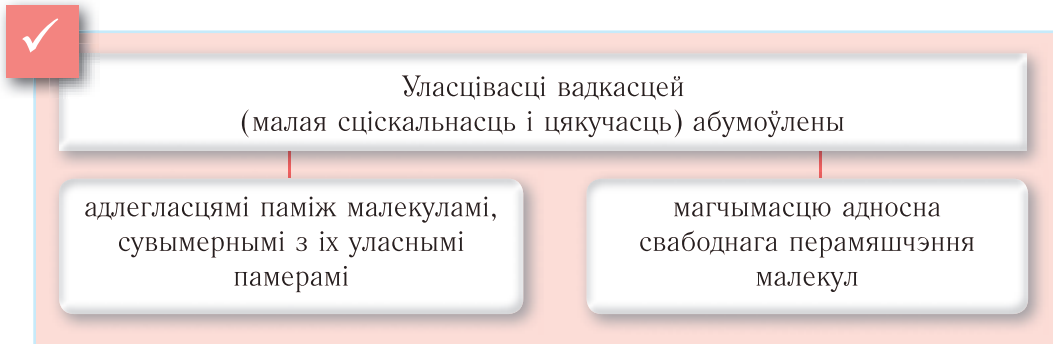 Уласцівасці вадкасцей
(малая сціскальнасць і цякучасць) абумоўлены
адлегласцямі паміж малекуламі,
сувымернымі з іх уласнымі
памерамі
магчымасцю адносна
свабоднага перамяшчэння
малекул